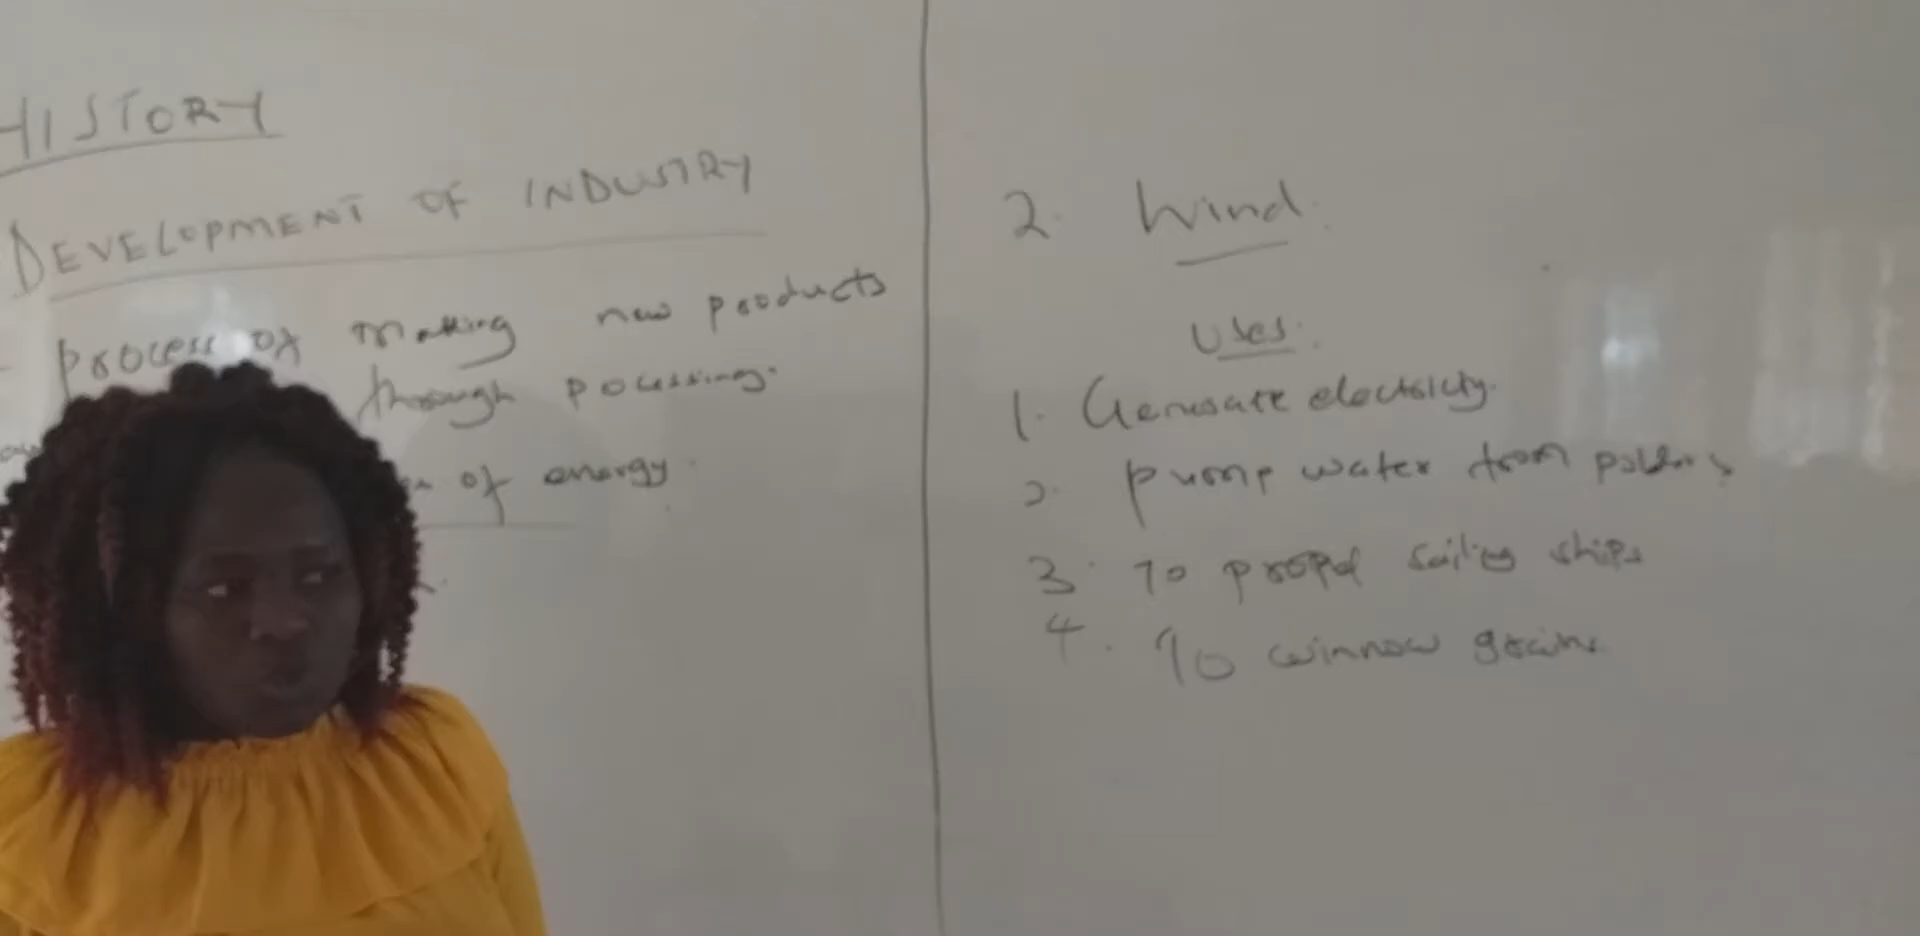 HISTORY
DEVELOPMENT OF INDUSTRY
- Process of making new products
through pocessing.
of energy.
2. Wind.
Uses.
1. Generate electricity.
2. Pump water from polders
3. To propel sailing ships
4. To winnow grains